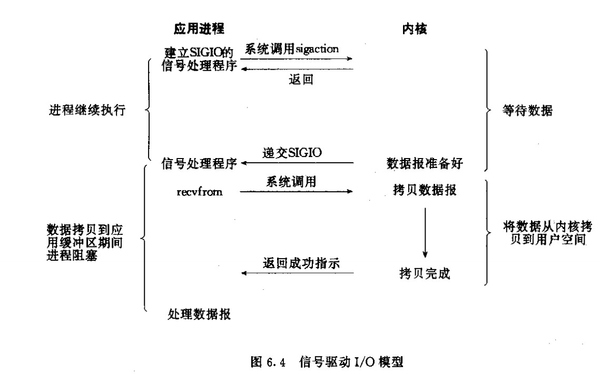 应用进程
内核
建立SIGIO的
信号处理程序
系统调用sigaction
返回
进程继续执行
等待数据
信号处理程序
递交SIGIO
数据报准备好
recvfrom
系统调用
拷贝数据报
数据拷贝到应
用缓冲区期间
进程阻塞
将数据从内核拷
贝到用户空间
返回成功指示
拷贝完成
处理数据报
图 6.4 信号驱动 I/O 模型